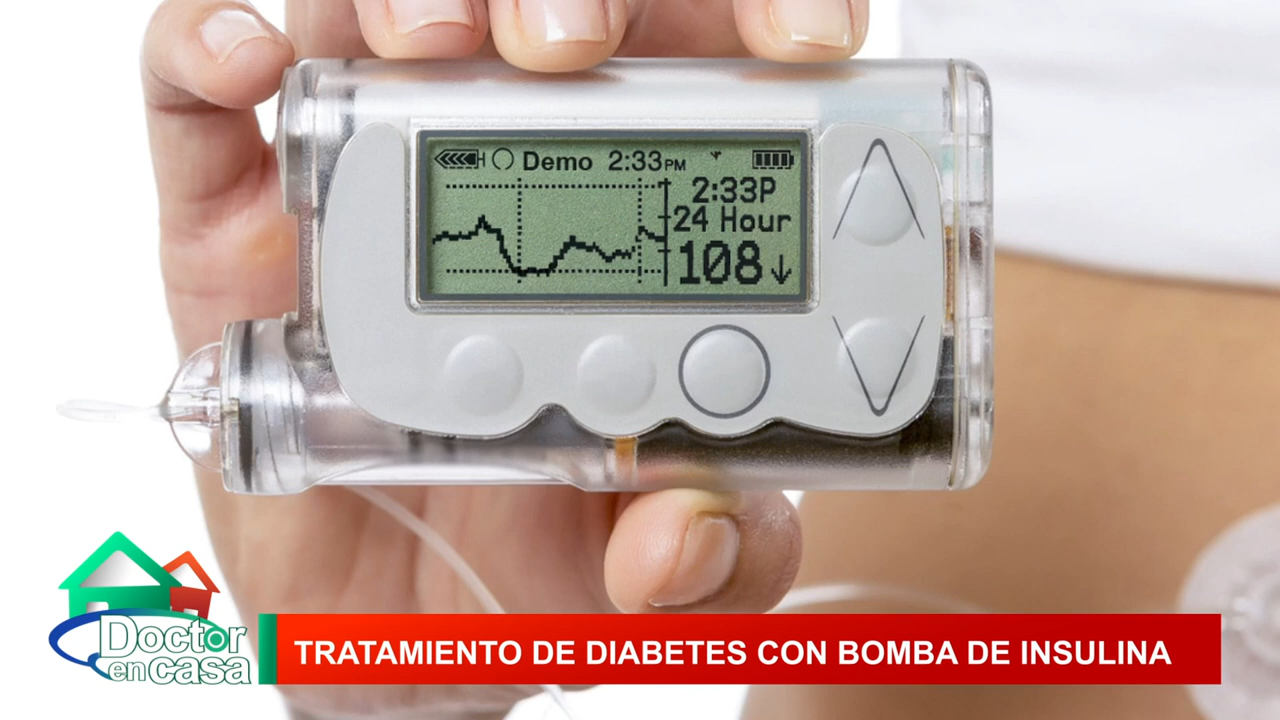 Demo 2:33PM
2:33P
24 Hour
108↓
Doctor
en casa
TRATAMIENTO DE DIABETES CON BOMBA DE INSULINA